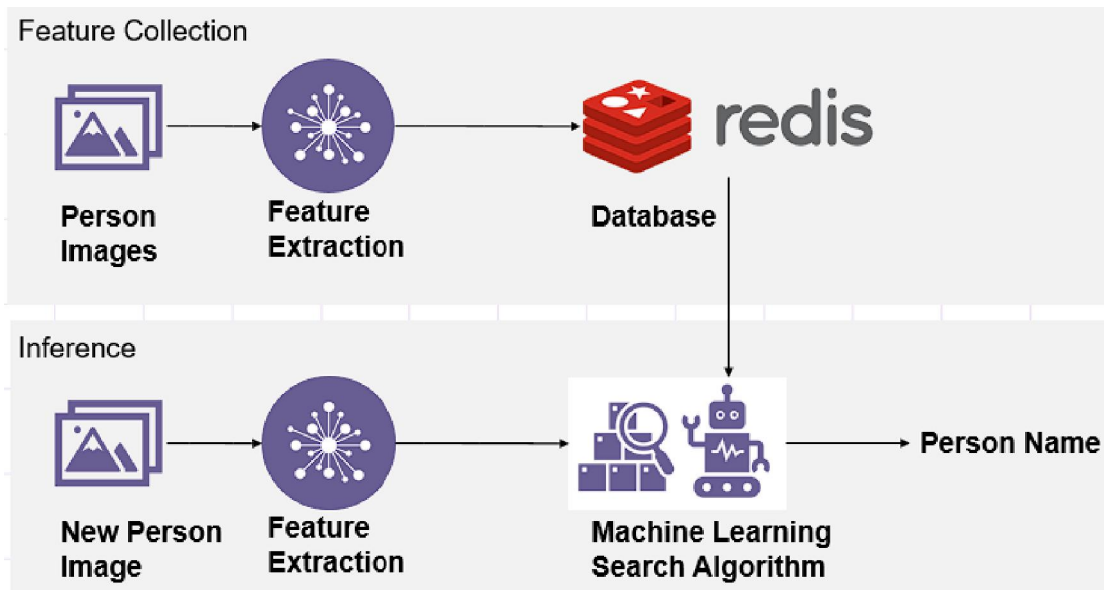 Feature Collection
redis
Person
Images
Feature
Extraction
Database
Inference
New Person
Image
Feature
Extraction
Machine Learning
Search Algorithm
Person Name